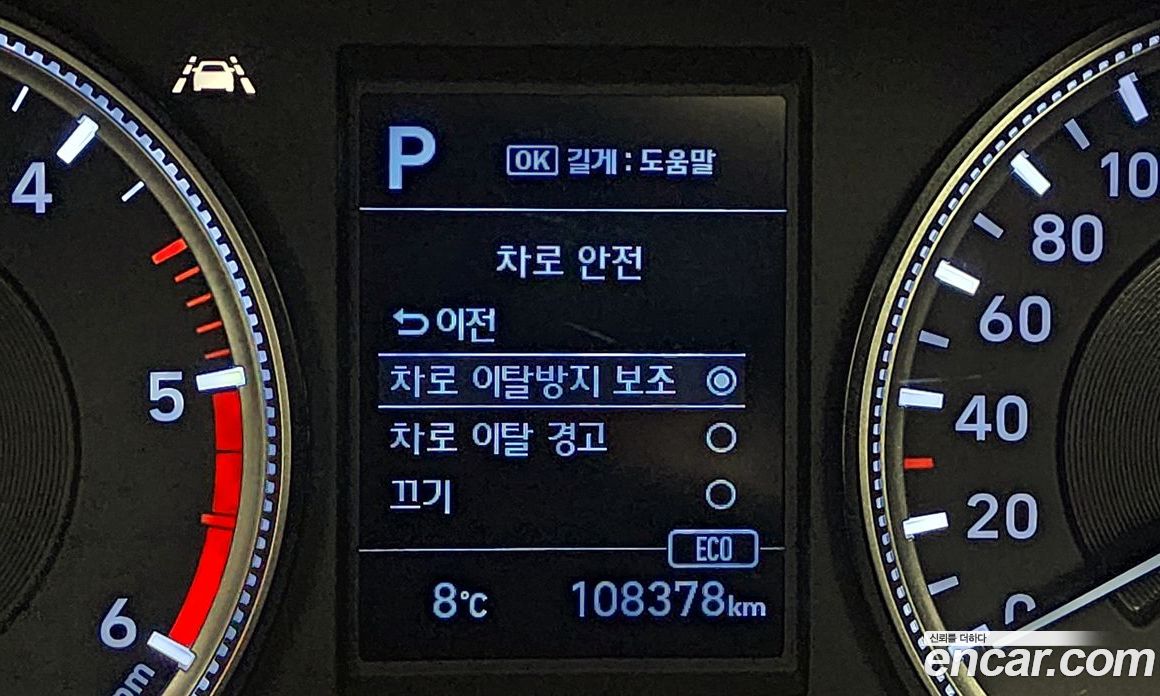 P
OK 길게 : 도움말
차로 안전
이전
차로 이탈방지 보조
차로 이탈 경고
끄기
ECO
8℃ 108378km
4
5
6
10
80
60
40
20
0
신뢰를 더하다
encar.com